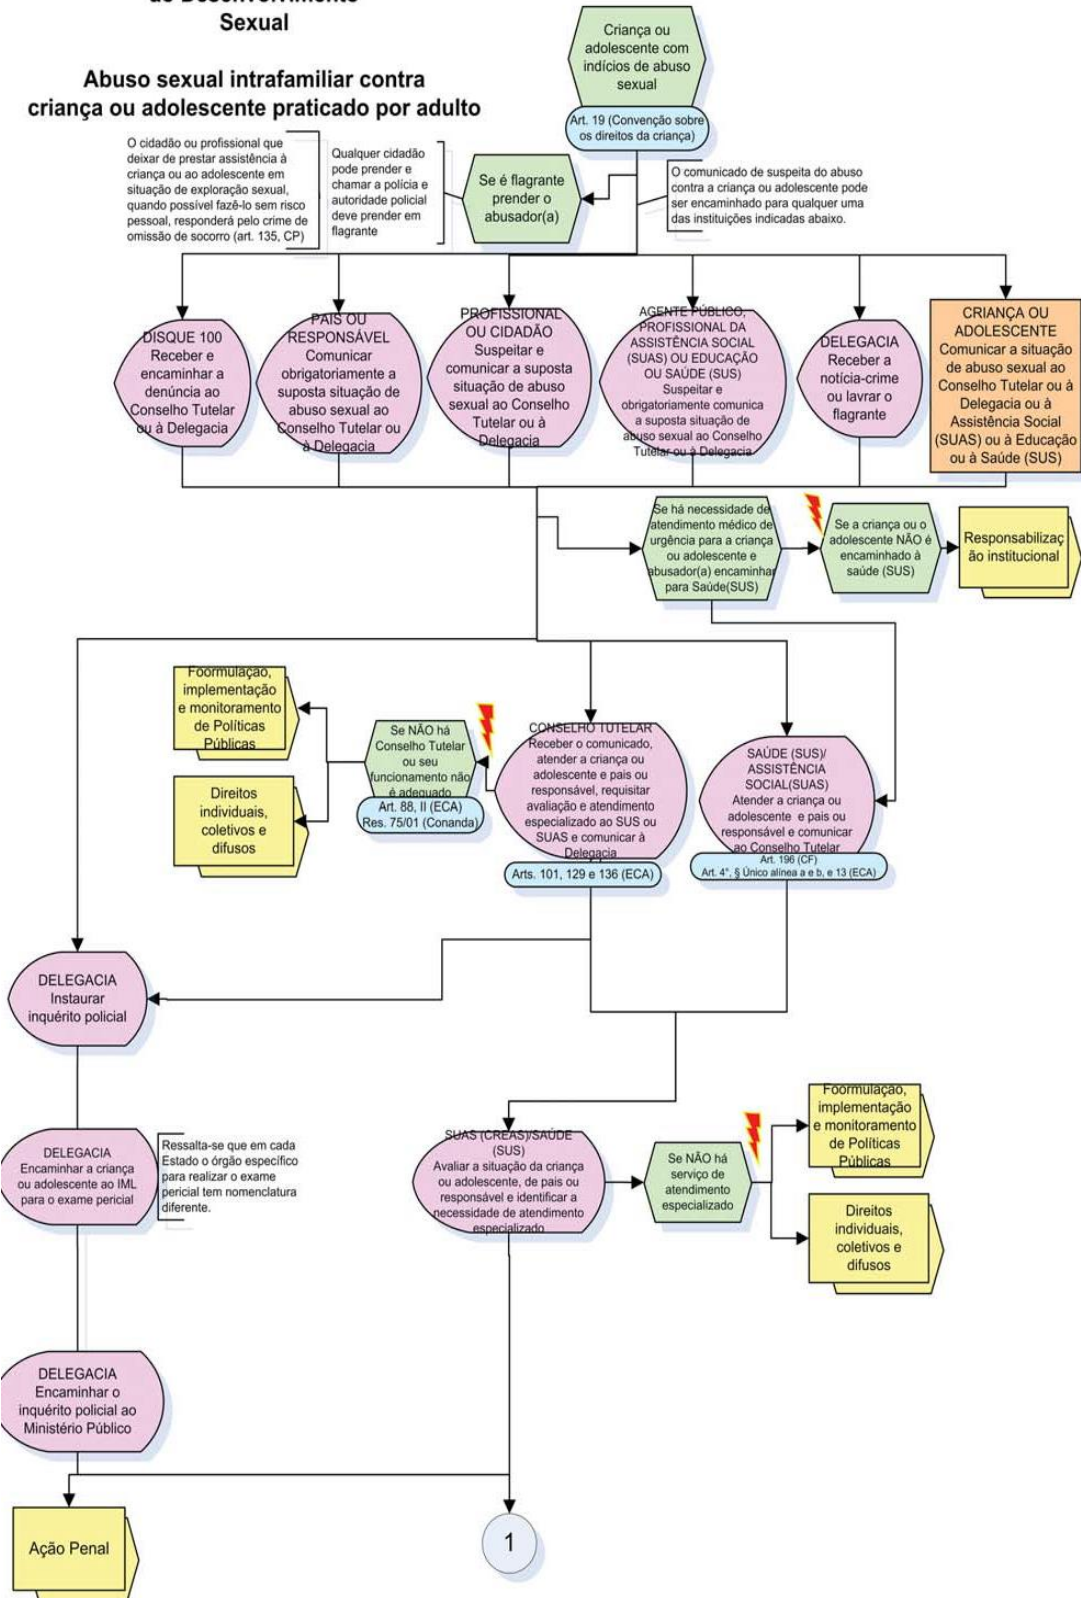 Sexual
Abuso sexual intrafamiliar contra
criança ou adolescente praticado por adulto
Criança ou
adolescente com
indícios de abuso
sexual
Art. 19 (Convenção sobre
os direitos da criança)
O cidadão ou profissional que
deixar de prestar assistência à
criança ou ao adolescente em
situação de exploração sexual,
quando possível fazê-lo sem risco
pessoal, responderá pelo crime de
omissão de socorro (art. 135, CP)
Qualquer cidadão
pode prender e
chamar a polícia e
autoridade policial
deve prender em
flagrante
Se é flagrante
prender o
abusador(a)
O comunicado de suspeita do abuso
contra a criança ou adolescente pode
ser encaminhado para qualquer uma
das instituições indicadas abaixo.
DISQUE 100
Receber e
encaminhar a
denúncia ao
Conselho Tutelar
ou à Delegacia
PAIS OU
RESPONSÁVEL
Comunicar
obrigatoriamente a
suposta situação de
abuso sexual ao
Conselho Tutelar ou
à Delegacia
PROFISSIONAL
OU CIDADÃO
Suspeitar e
comunicar a suposta
situação de abuso
sexual ao Conselho
Tutelar ou à
Delegacia
AGENTE PÚBLICO,
PROFISSIONAL DA
ASSISTÊNCIA SOCIAL
(SUAS) OU EDUCAÇÃO
OU SAÚDE (SUS)
Suspeitar e
obrigatoriamente comunica
a suposta situação de
abuso sexual ao Conselho
Tutelar ou à Delegacia
DELEGACIA
Receber a
notícia-crime
ou lavrar o
flagrante
CRIANÇA OU
ADOLESCENTE
Comunicar a situação
de abuso sexual ao
Conselho Tutelar ou à
Delegacia ou à
Assistência Social
(SUAS) ou à Educação
ou à Saúde (SUS)
Se há necessidade de
atendimento médico de
urgência para a criança
ou adolescente e
abusador(a) encaminhar
para Saúde(SUS)
Se a criança ou o
adolescente NÃO é
encaminhado à
saúde (SUS)
Responsabilizaç
ão institucional
Foormulação,
implementação
e monitoramento
de Políticas
Públicas
Direitos
individuais,
coletivos e
difusos
Se NÃO há
Conselho Tutelar
ou seu
funcionamento não
é adequado
Art. 88, II (ECA)
Res. 75/01 (Conanda)
CONSELHO TUTELAR
Receber o comunicado,
atender a criança ou
adolescente e pais ou
responsável, requisitar
avaliação e atendimento
especializado ao SUS ou
SUAS e comunicar à
Delegacia
Arts. 101, 129 e 136 (ECA)
SAÚDE (SUS)/
ASSISTÊNCIA
SOCIAL(SUAS)
Atender a criança ou
adolescente e pais ou
responsável e comunicar
ao Conselho Tutelar
Art. 196 (CF)
Art. 4°, § Único alínea a e b, e 13 (ECA)
DELEGACIA
Instaurar
inquérito policial
DELEGACIA
Encaminhar a criança
ou adolescente ao IML
para o exame pericial
Ressalta-se que em cada
Estado o órgão específico
para realizar o exame
pericial tem nomenclatura
diferente.
SUAS (CREAS)/SAÚDE
(SUS)
Avaliar a situação da criança
ou adolescente, de pais ou
responsável e identificar a
necessidade de atendimento
especializado
Se NÃO há
serviço de
atendimento
especializado
Foormulação,
implementação
e monitoramento
de Políticas
Públicas
Direitos
individuais,
coletivos e
difusos
DELEGACIA
Encaminhar o
inquérito policial ao
Ministério Público
Ação Penal
1